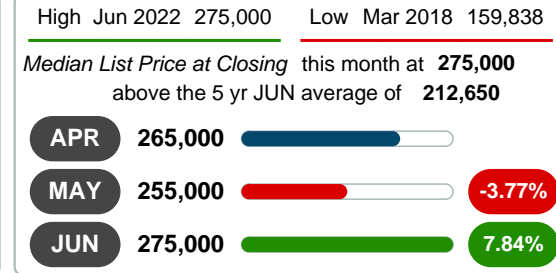 High Jun 2022 275,000 Low Mar 2018 159,838
Median List Price at Closing this month at 275,000
above the 5 yr JUN average of 212,650
APR 265,000
MAY 255,000 -3.77%
JUN 275,000 7.84%